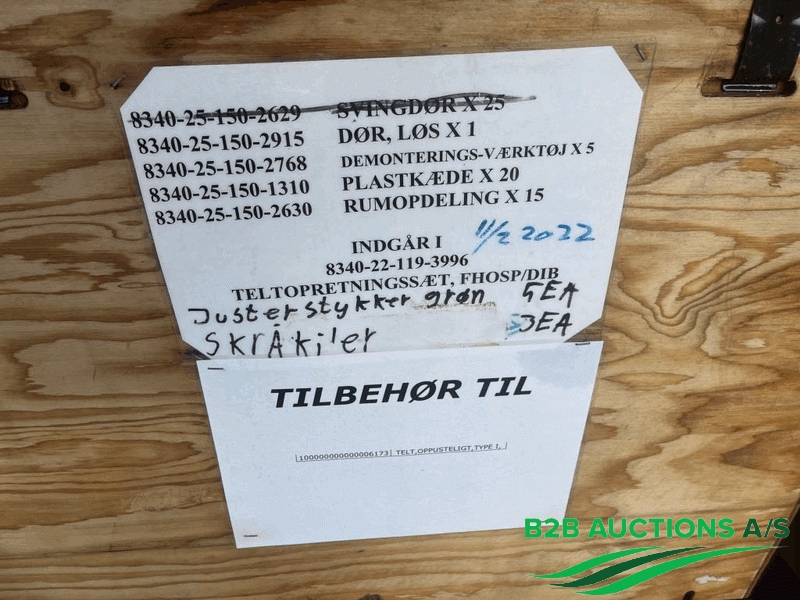 8340-25-150-2629 SVINGDØR X 25
8340-25-150-2915 DØR, LØS X 1
8340-25-150-2768 DEMONTERINGS-VÆRKTØJ X 5
8340-25-150-1310 PLASTKÆDE X 20
8340-25-150-2630 RUMOPDELING X 15
INDGÅR I 11/2 2022
8340-22-119-3996
TELTOPRETNINGSSÆT, FHOSP/DIB
Justerstykker grøn 5EA
SKRÅKiler 3EA
TILBEHØR TIL
|100000000000006173| TELT,OPPUSTELIGT,TYPE I, |
B2B AUCTIONS A/S